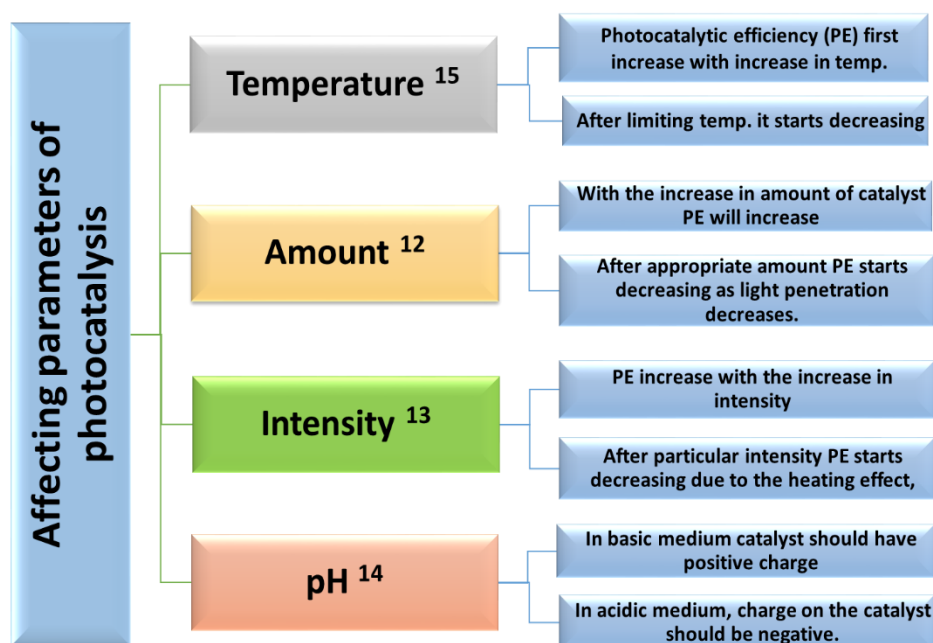 Affecting parameters of
photocatalysis
Temperature 15
Photocatalytic efficiency (PE) first
increase with increase in temp.
After limiting temp. it starts decreasing
Amount 12
With the increase in amount of catalyst
PE will increase
After appropriate amount PE starts
decreasing as light penetration
decreases.
Intensity 13
PE increase with the increase in
intensity
After particular intensity PE starts
decreasing due to the heating effect,
pH 14
In basic medium catalyst should have
positive charge
In acidic medium, charge on the catalyst
should be negative.